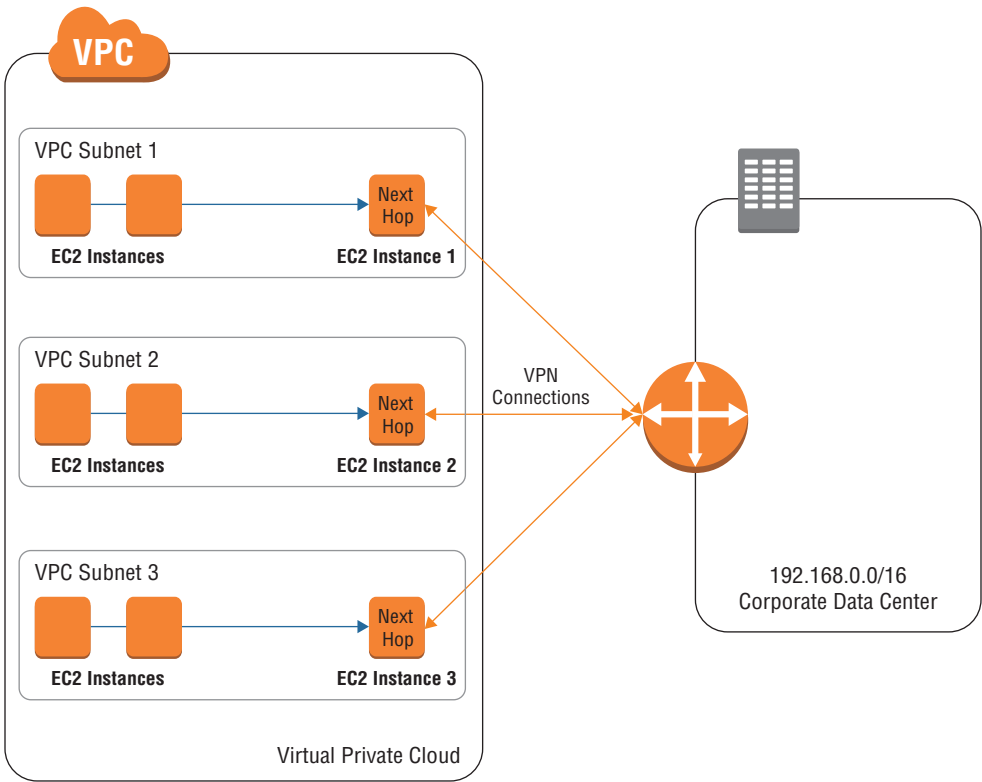 VPC
VPC Subnet 1
Next
Hop
EC2 Instances
EC2 Instance 1
VPC Subnet 2
Next
Hop
EC2 Instances
EC2 Instance 2
VPN
Connections
VPC Subnet 3
Next
Hop
EC2 Instances
EC2 Instance 3
Virtual Private Cloud
192.168.0.0/16
Corporate Data Center